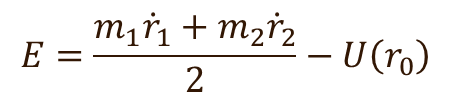 E = (m₁ṙ₁ + m₂ṙ₂)/2 − U(r₀)